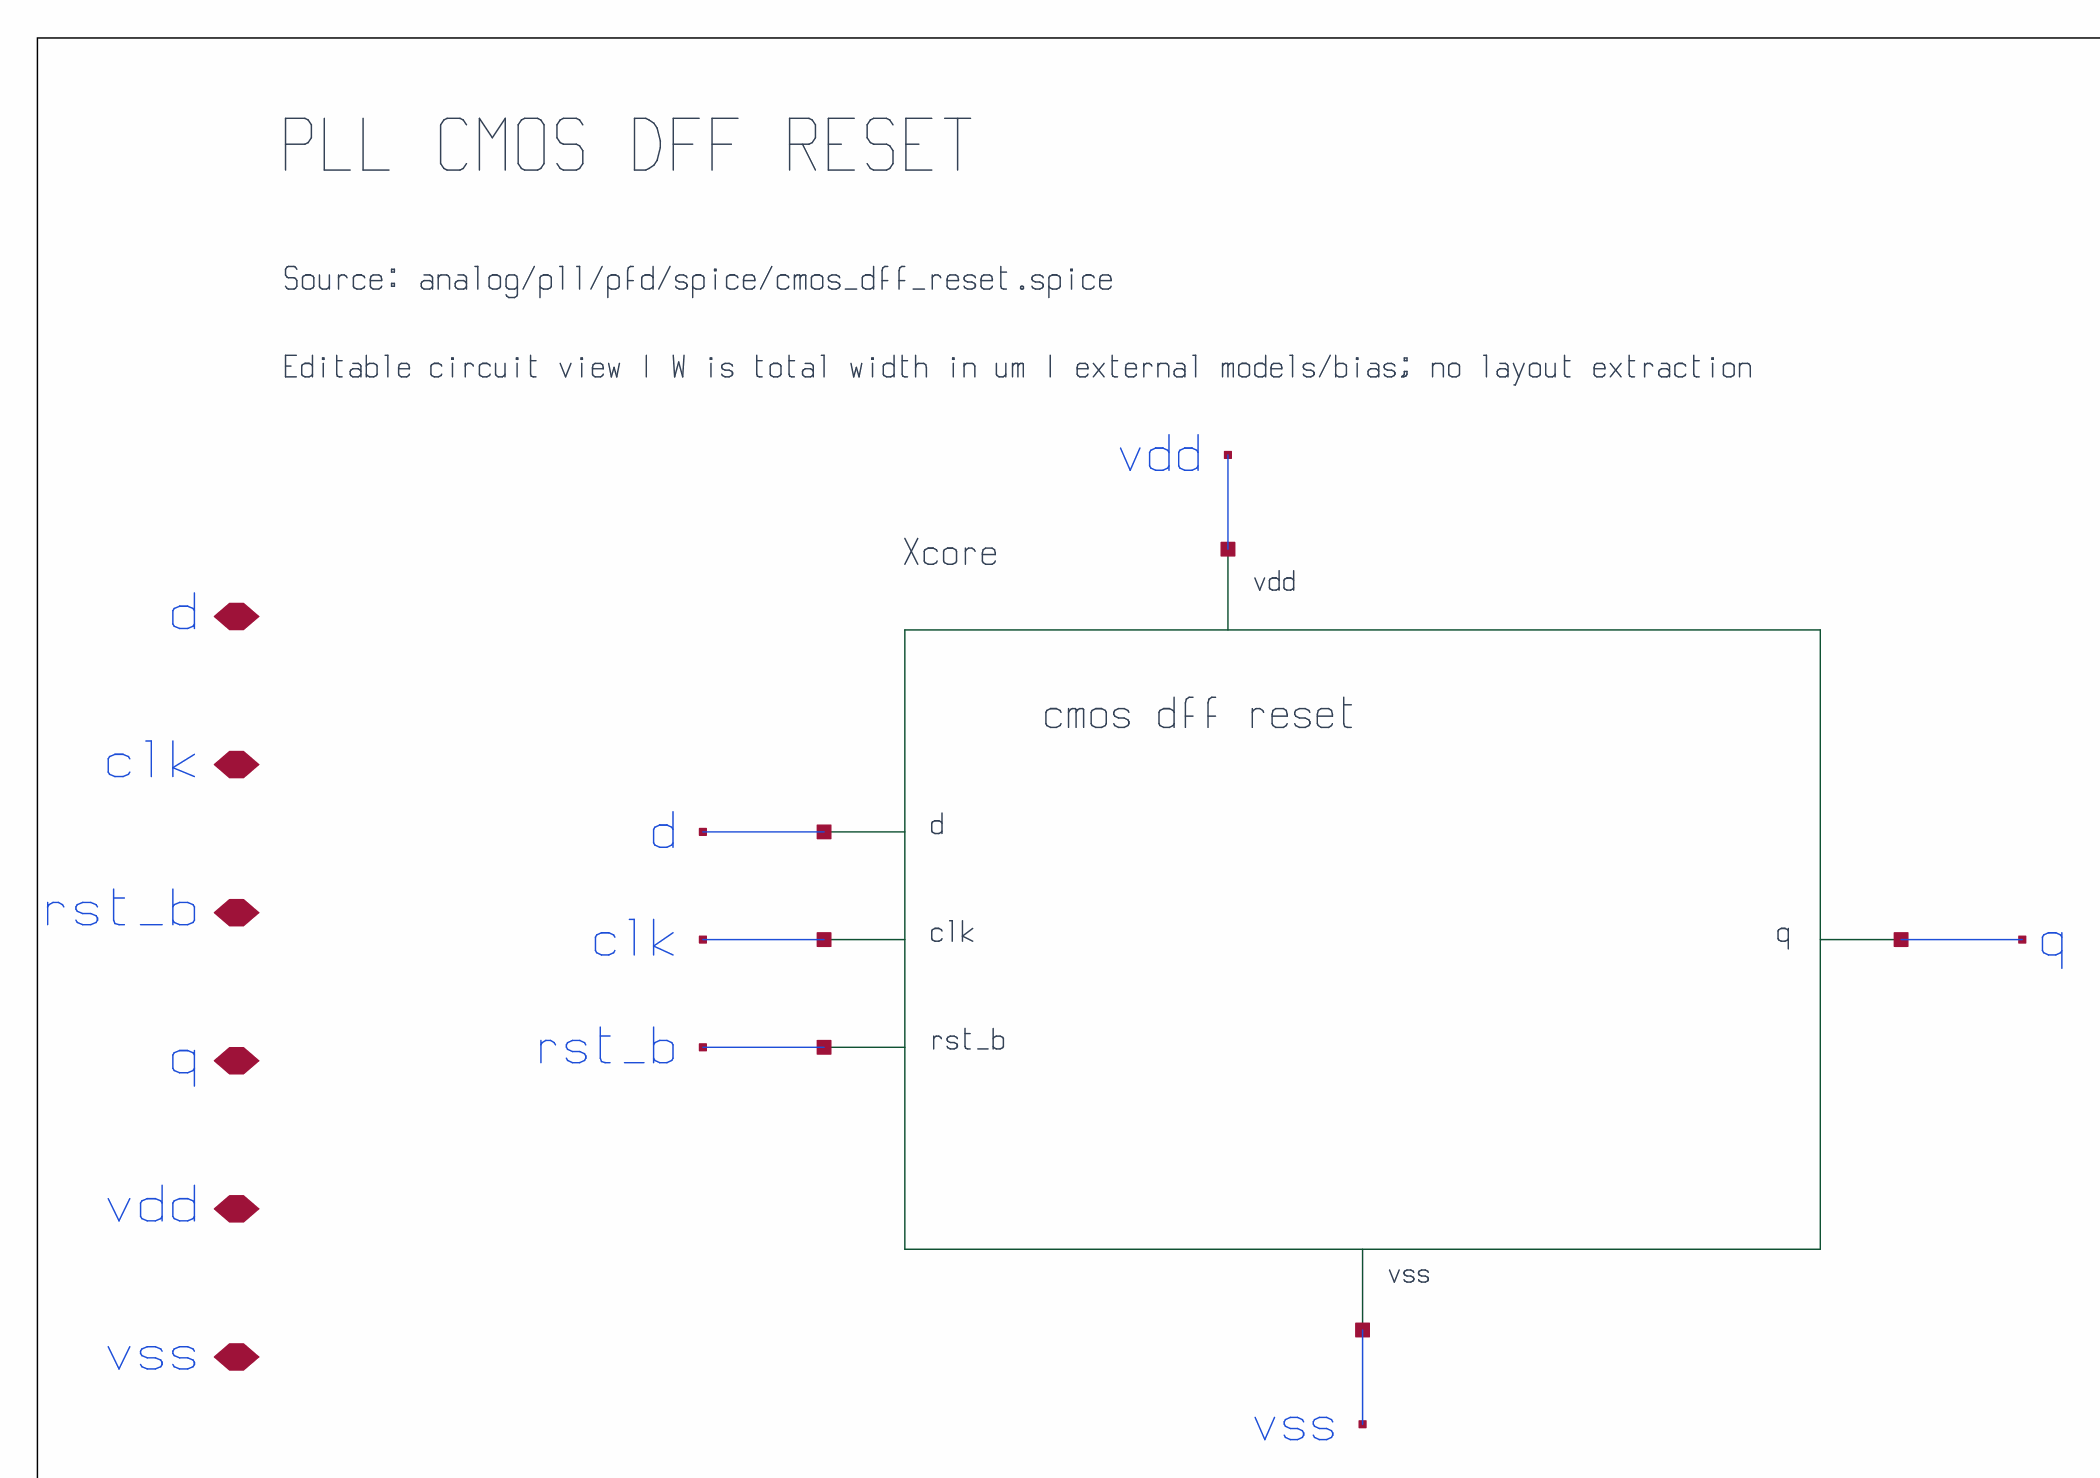 PLL CMOS DFF RESET
Source: analog/pll/pfd/spice/cmos_dff_reset.spice
Editable circuit view | W is total width in um | external models/bias; no layout extraction
vdd
Xcore
vdd
d
cmos dff reset
clk
d
d
rst_b
clk
clk
q
q
rst_b
rst_b
q
vdd
vss
vss
vss